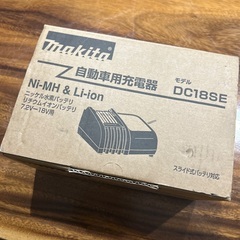 makita
自動車用充電器
モデル
DC18SE
Ni-MH & Li-ion
ニッケル水素バッテリ
リチウムイオンバッテリ
7.2V-18V用
スライド式バッテリ対応